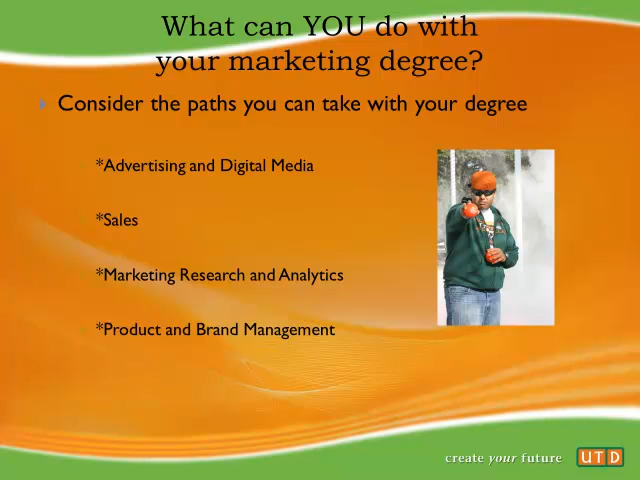 What can YOU do with
your marketing degree?
Consider the paths you can take with your degree
*Advertising and Digital Media
*Sales
*Marketing Research and Analytics
*Product and Brand Management
create your future UTD